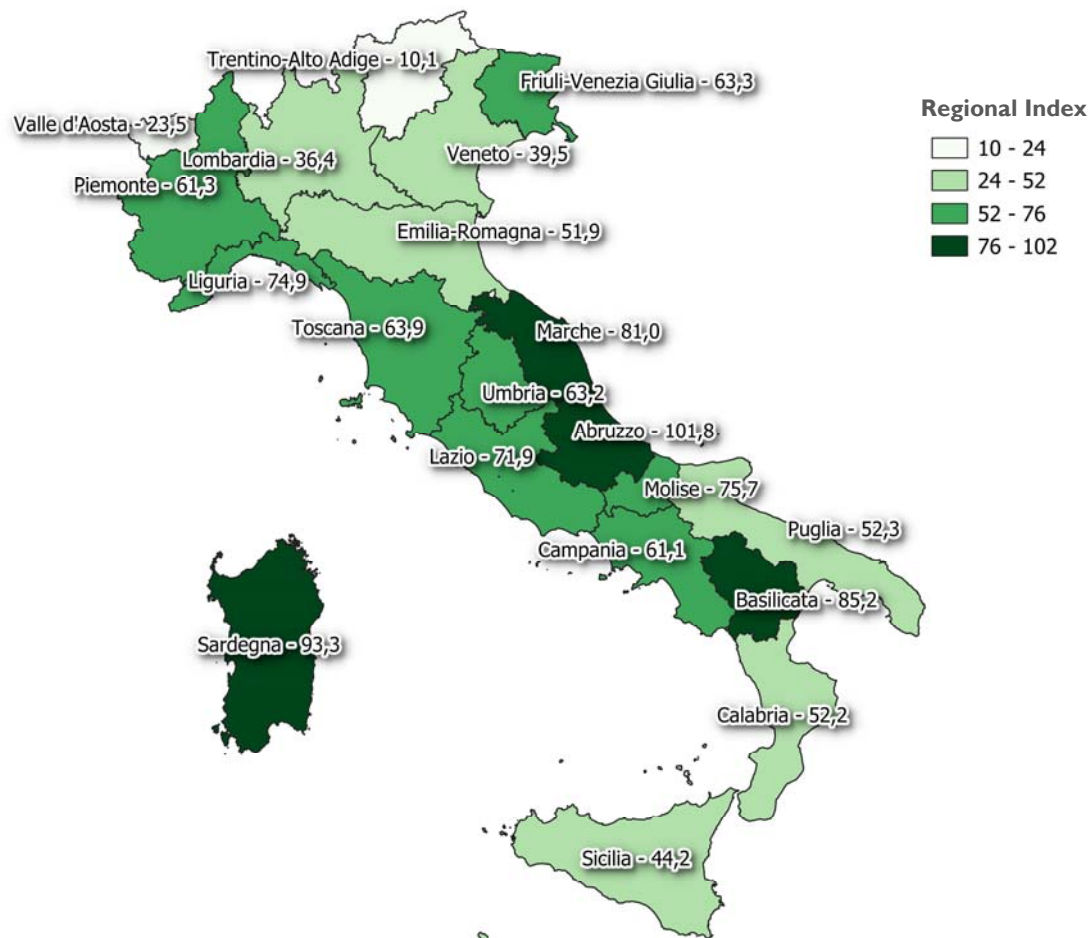 Trentino-Alto Adige - 10,1
Friuli-Venezia Giulia - 63,3
Valle d'Aosta - 23,5
Lombardia - 36,4
Veneto - 39,5
Piemonte - 61,3
Emilia-Romagna - 51,9
Liguria - 74,9
Toscana - 63,9
Marche - 81,0
Umbria - 63,2
Abruzzo - 101,8
Lazio - 71,9
Molise - 75,7
Puglia - 52,3
Campania - 61,1
Basilicata - 85,2
Sardegna - 93,3
Calabria - 52,2
Sicilia - 44,2
Regional Index
10 - 24
24 - 52
52 - 76
76 - 102